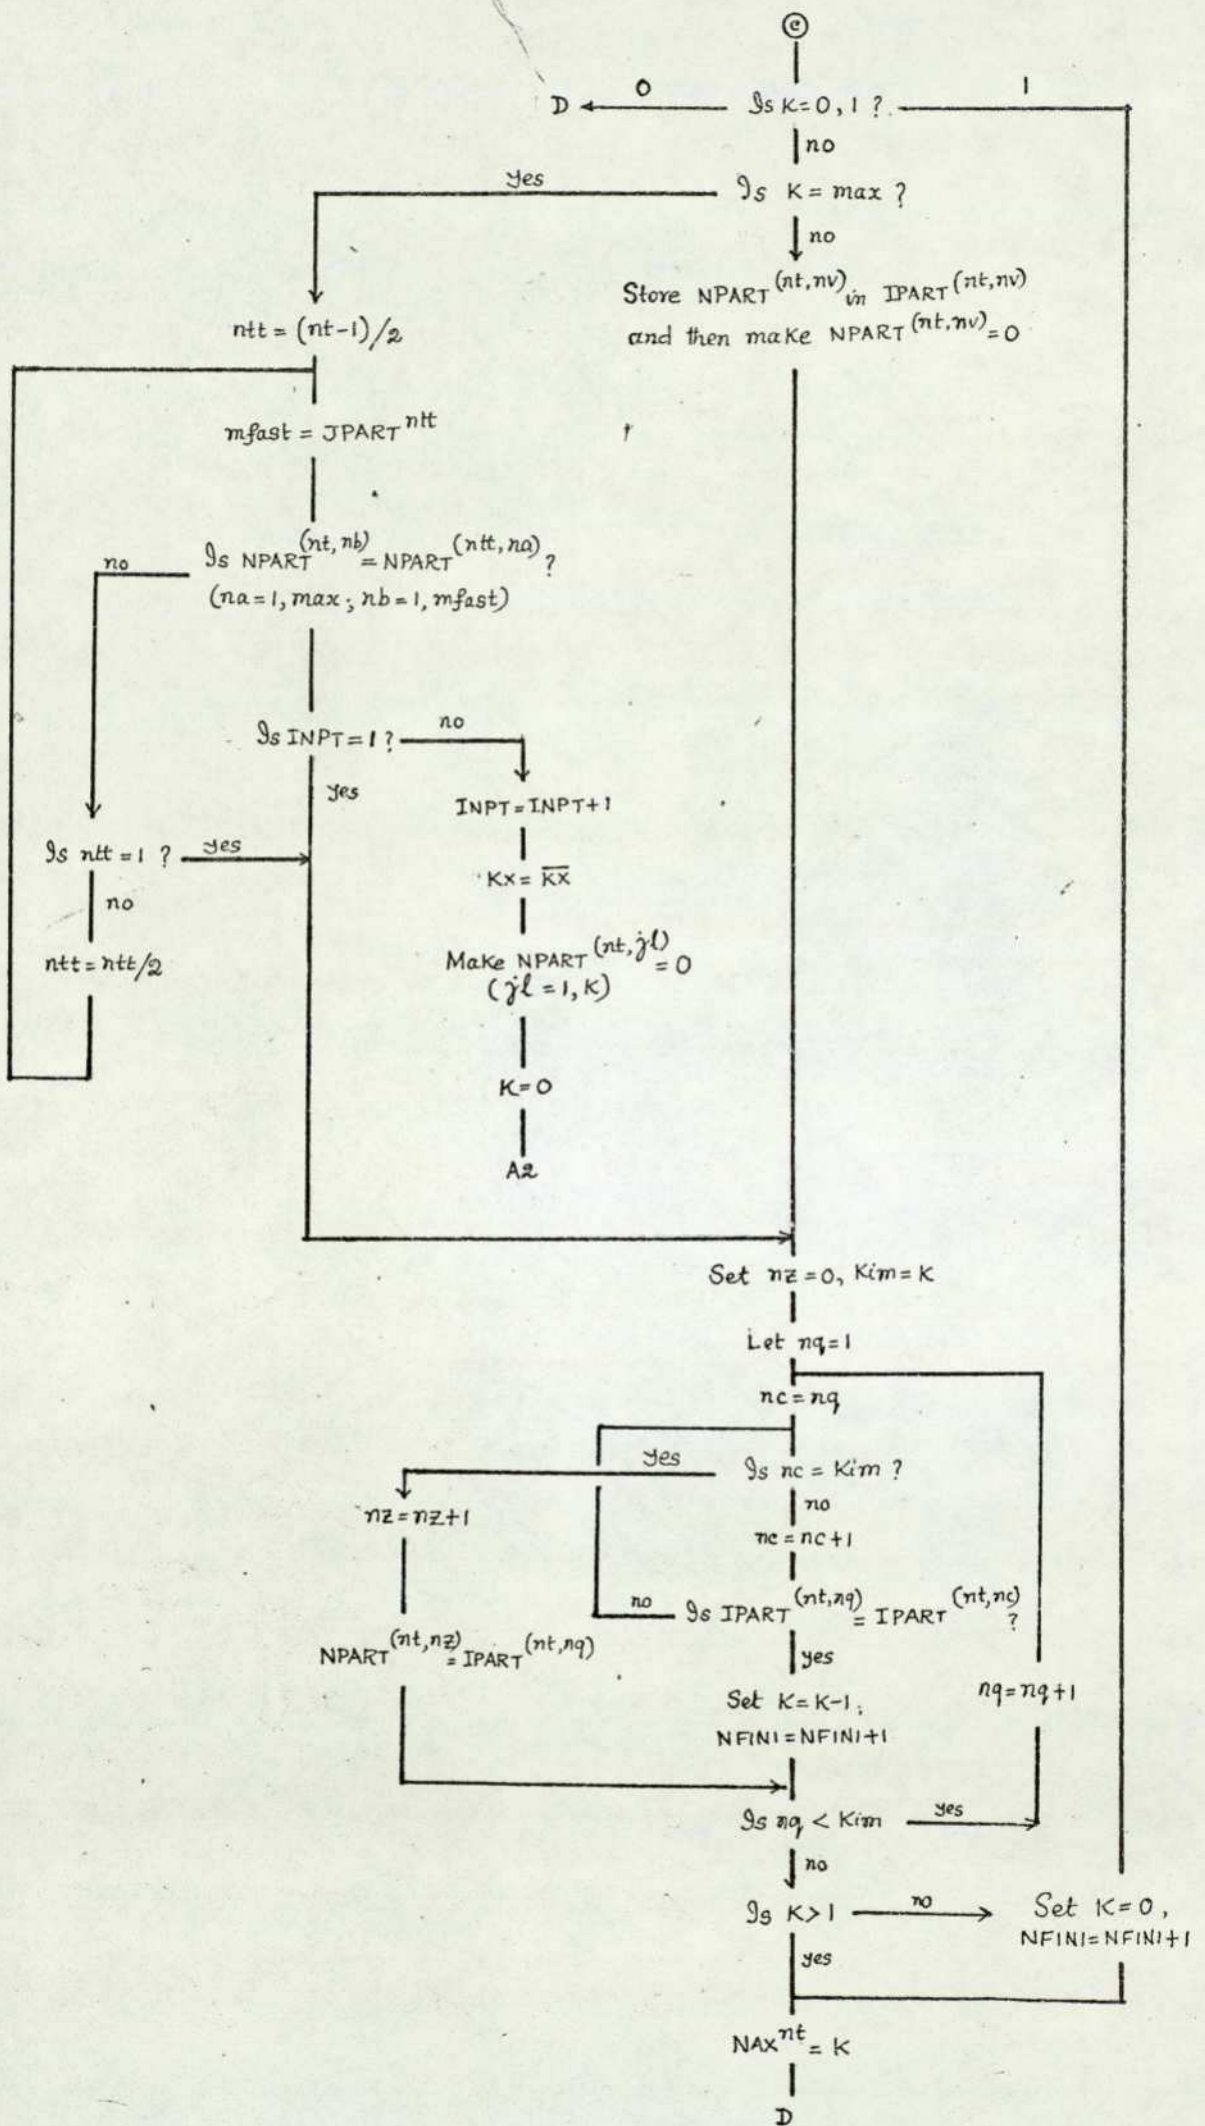 C
D
0
Is K=0,1 ?
1
no
yes
Is K = max ?
no
Store NPART(nt,nv) in IPART(nt,nv)
and then make NPART(nt,nv)=0
ntt = (nt-1)/2
mfast = JPART^ntt
no
Is NPART(nt,nb) = NPART(ntt,na) ?
(na=1, max; nb=1, mfast)
Is INPT=1 ?
no
yes
INPT=INPT+1
Is ntt=1 ?
yes
Kx = k̅x̅
no
ntt=ntt/2
Make NPART(nt,jl) = 0
(jl=1,K)
K=0
A2
Set nz=0, Kim=K
Let nq=1
nc=nq
yes
Is nc = Kim ?
no
nz=nz+1
nc=nc+1
no
Is IPART(nt,nq) = IPART(nt,nc) ?
NPART(nt,nz) = IPART(nt,nq)
yes
Set K=K-1;
NFINI=NFINI+1
nq=nq+1
Is nq < Kim
yes
no
Is K>1
no
Set K=0,
NFINI=NFINI+1
yes
NAX^nt = K
D